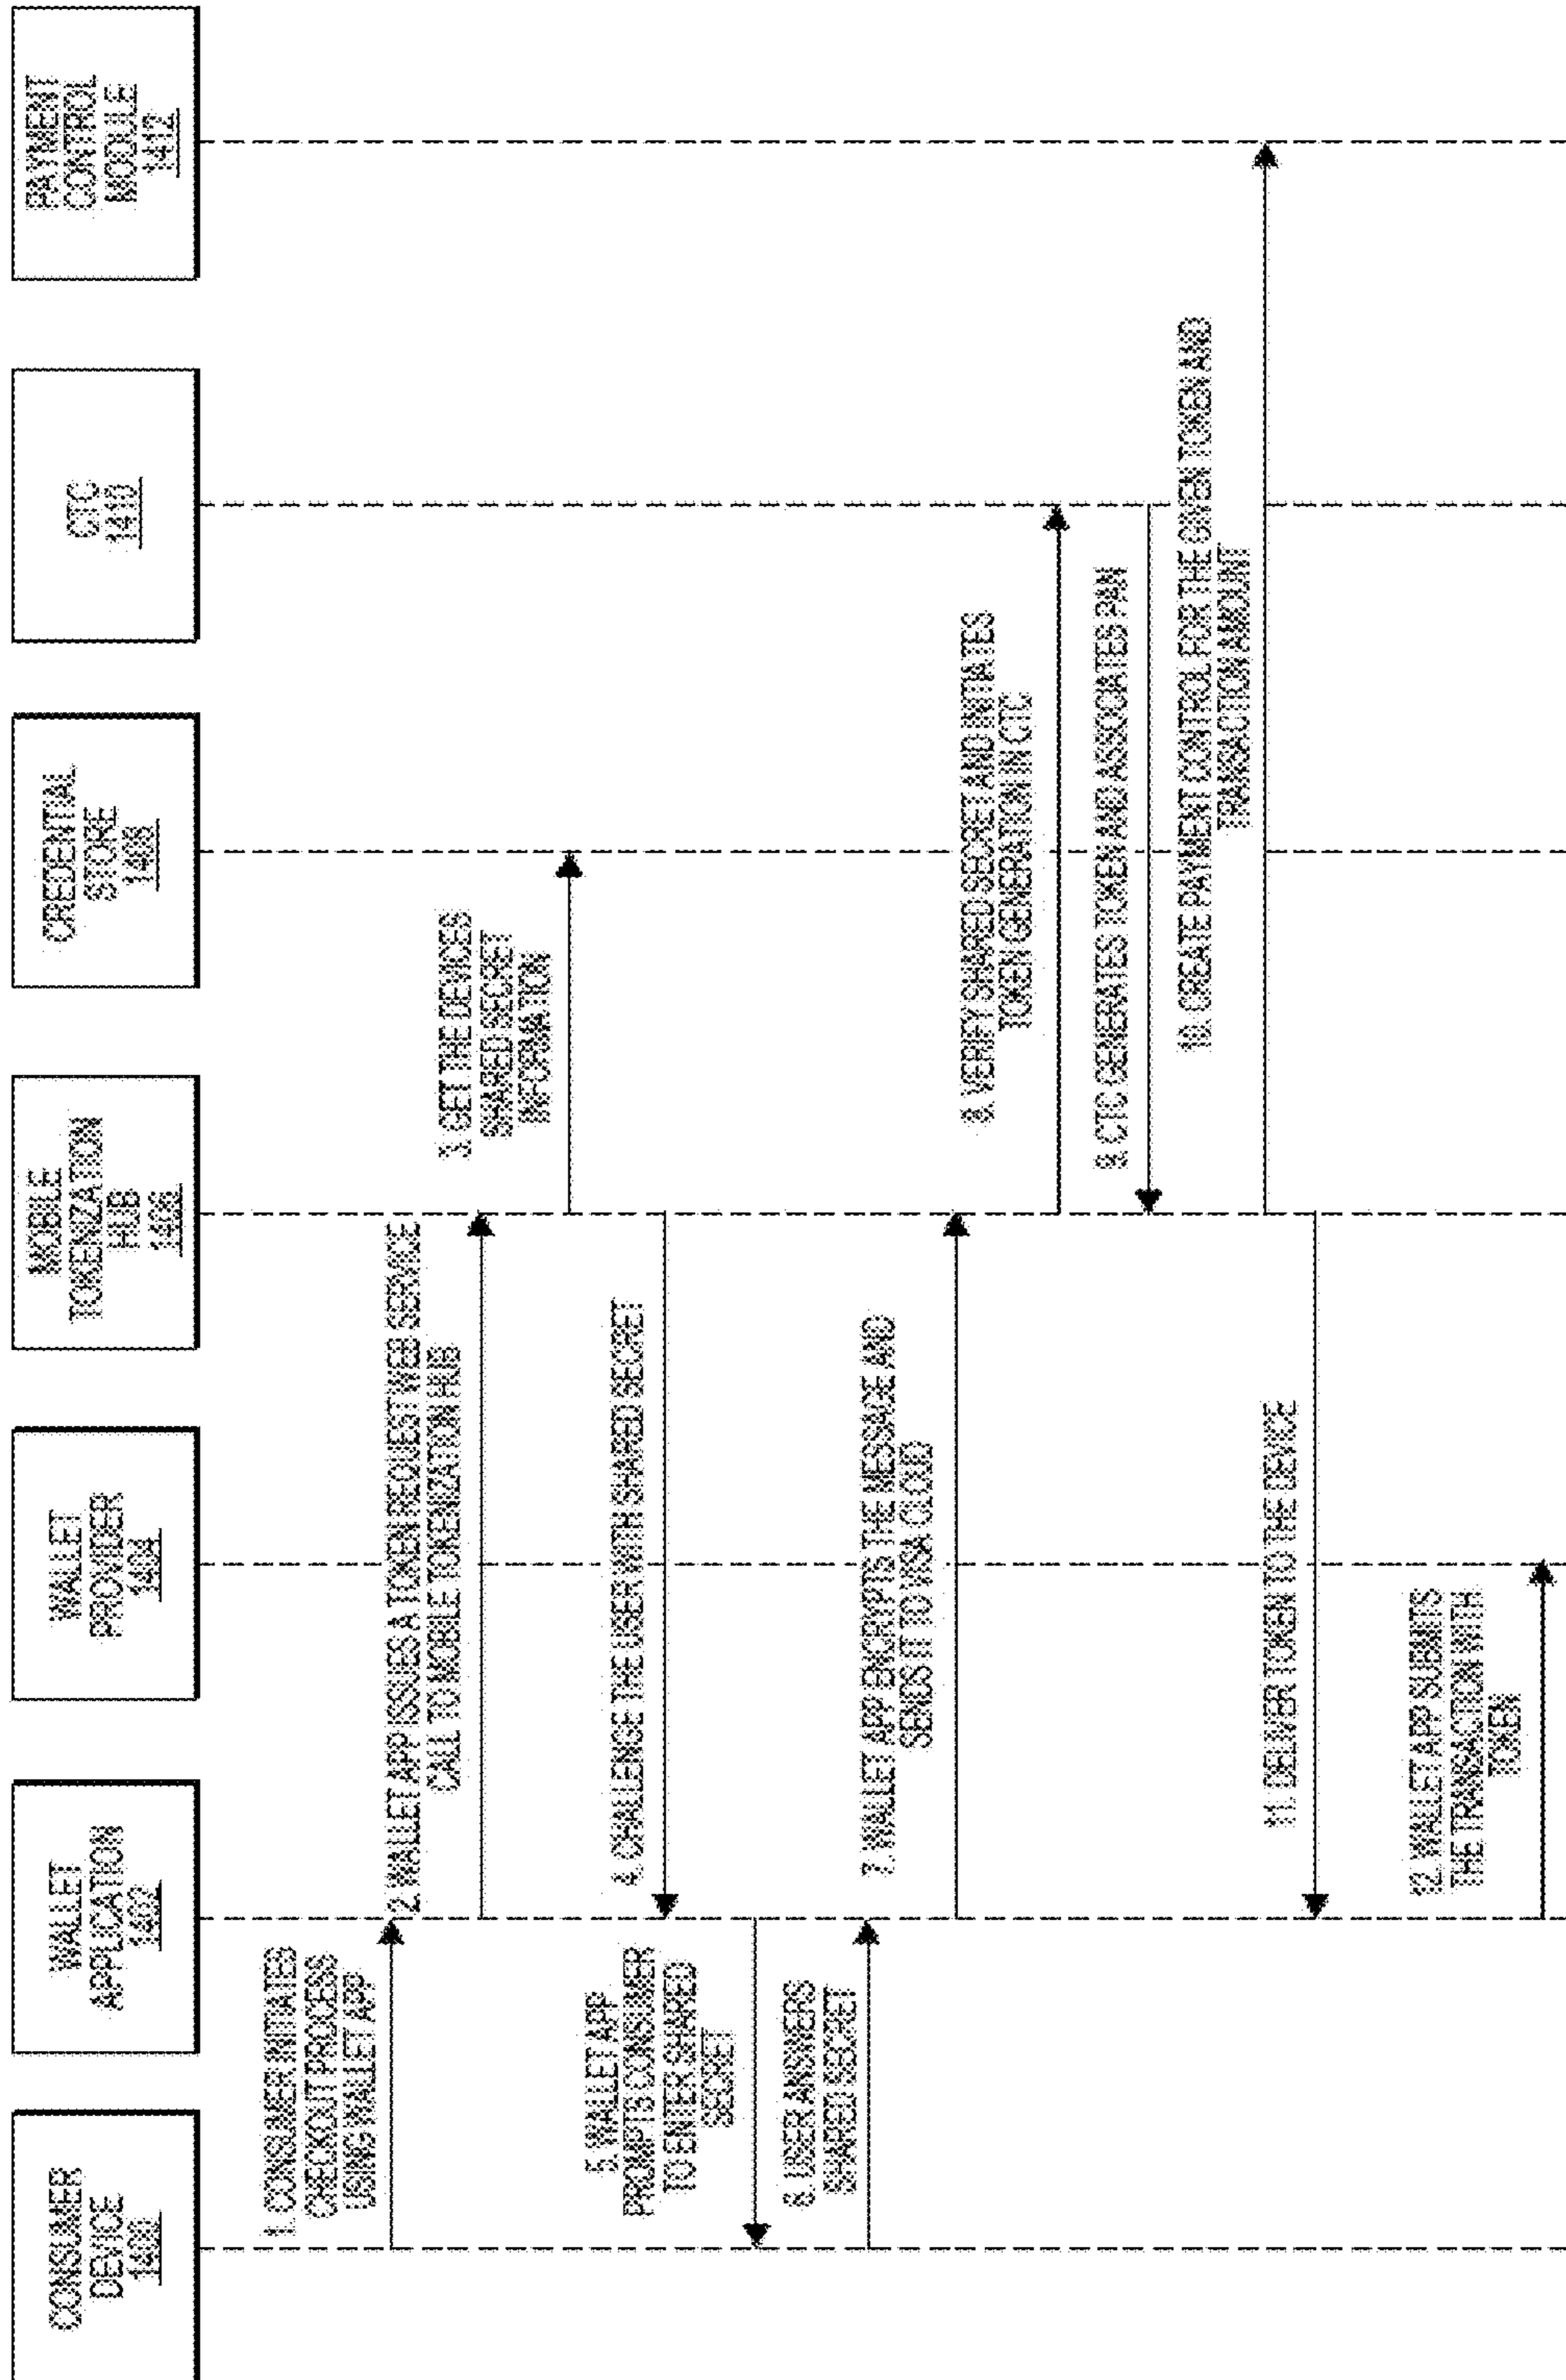 CONSUMER
DEVICE
1400
WALLET
APPLICATION
1402
WALLET
PROVIDER
1404
MOBILE
TOKENIZATION
HUB
1406
CREDENTIAL
STORE
1408
CTC
1410
PAYMENT
CONTROL
MODULE
1412
1. CONSUMER INITIATES
CHECKOUT PROCESS
USING WALLET APP
2. WALLET APP ISSUES A TOKEN REQUEST WEB SERVICE
CALL TO MOBILE TOKENIZATION HUB
3. GET THE DEVICES
SHARED SECRET
INFORMATION
4. CHALLENGE THE USER WITH SHARED SECRET
5. WALLET APP
PROMPTS CONSUMER
TO ENTER SHARED
SECRET
6. USER ANSWERS
SHARED SECRET
7. WALLET APP ENCRYPTS THE MESSAGE AND
SENDS IT TO VISA CLOUD
8. VERIFY SHARED SECRET AND INITIATES
TOKEN GENERATION IN CTC
9. CTC GENERATES TOKEN AND ASSOCIATES PAN
10. CREATE PAYMENT CONTROL FOR THE GIVEN TOKEN AND
TRANSACTION AMOUNT
11. DELIVER TOKEN TO THE DEVICE
12. WALLET APP SUBMITS
THE TRANSACTION WITH
TOKEN